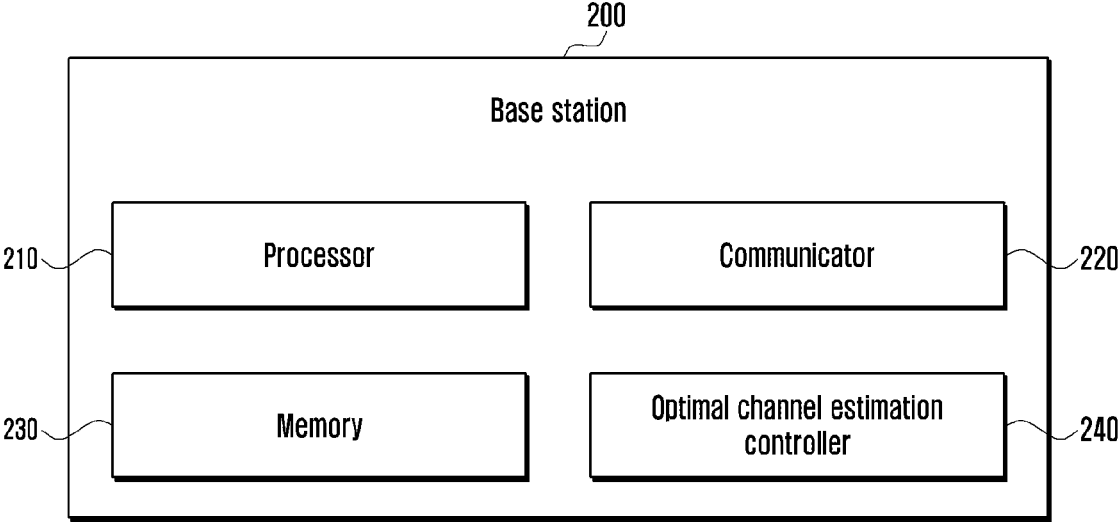 200
Base station
210
Processor
Communicator
220
230
Memory
Optimal channel estimation
controller
240